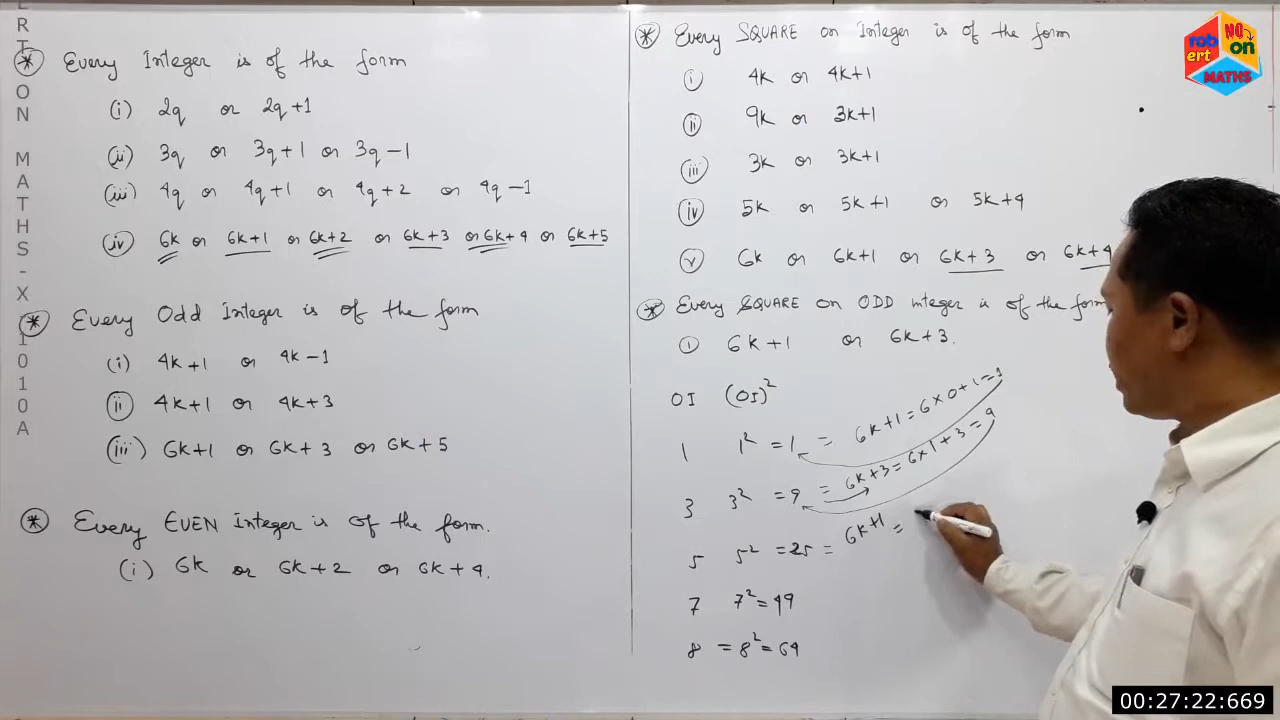 ERTON MATHS-X 1010A
* Every Integer is of the form
(i) 2q or 2q+1
(ii) 3q or 3q+1 or 3q-1
(iii) 4q or 4q+1 or 4q+2 or 4q-1
(iv) 6k or 6k+1 or 6k+2 or 6k+3 or 6k+4 or 6k+5
* Every Odd Integer is of the form
(i) 4k+1 or 4k-1
(ii) 4k+1 or 4k+3
(iii) 6k+1 or 6k+3 or 6k+5
* Every EVEN Integer is of the form.
(i) 6k or 6k+2 or 6k+4.
* Every SQUARE on Integer is of the form
(i) 4k or 4k+1
(ii) 9k or 3k+1
(iii) 3k or 3k+1
(iv) 5k or 5k+1 or 5k+4
(v) 6k or 6k+1 or 6k+3 or 6k+4
* Every SQUARE on ODD integer is of the form
(i) 6k+1 or 6k+3.
OI (OI)²
1 1² = 1 = 6k+1 = 6×0+1=1
3 3² = 9 = 6k+3 = 6×1+3=9
5 5² = 25 = 6k+1 =
7 7² = 49
8 = 8² = 64
robert
NO
on
MATHS
00:27:22:669